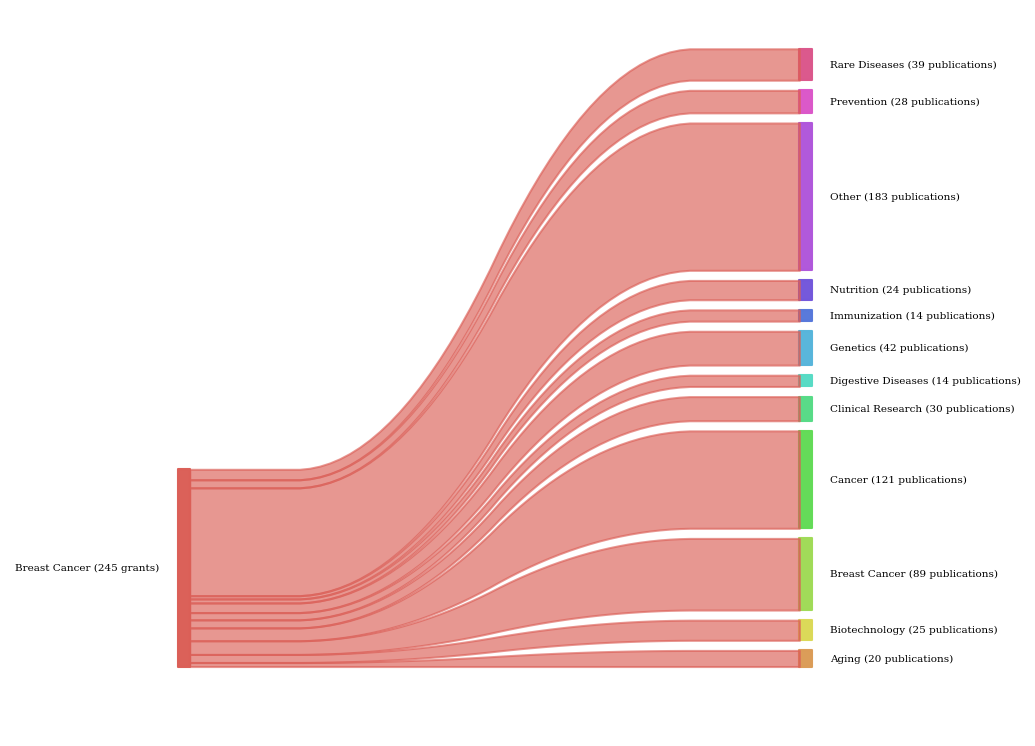 Rare Diseases (39 publications)
Prevention (28 publications)
Other (183 publications)
Nutrition (24 publications)
Immunization (14 publications)
Genetics (42 publications)
Digestive Diseases (14 publications)
Clinical Research (30 publications)
Cancer (121 publications)
Breast Cancer (245 grants)
Breast Cancer (89 publications)
Biotechnology (25 publications)
Aging (20 publications)